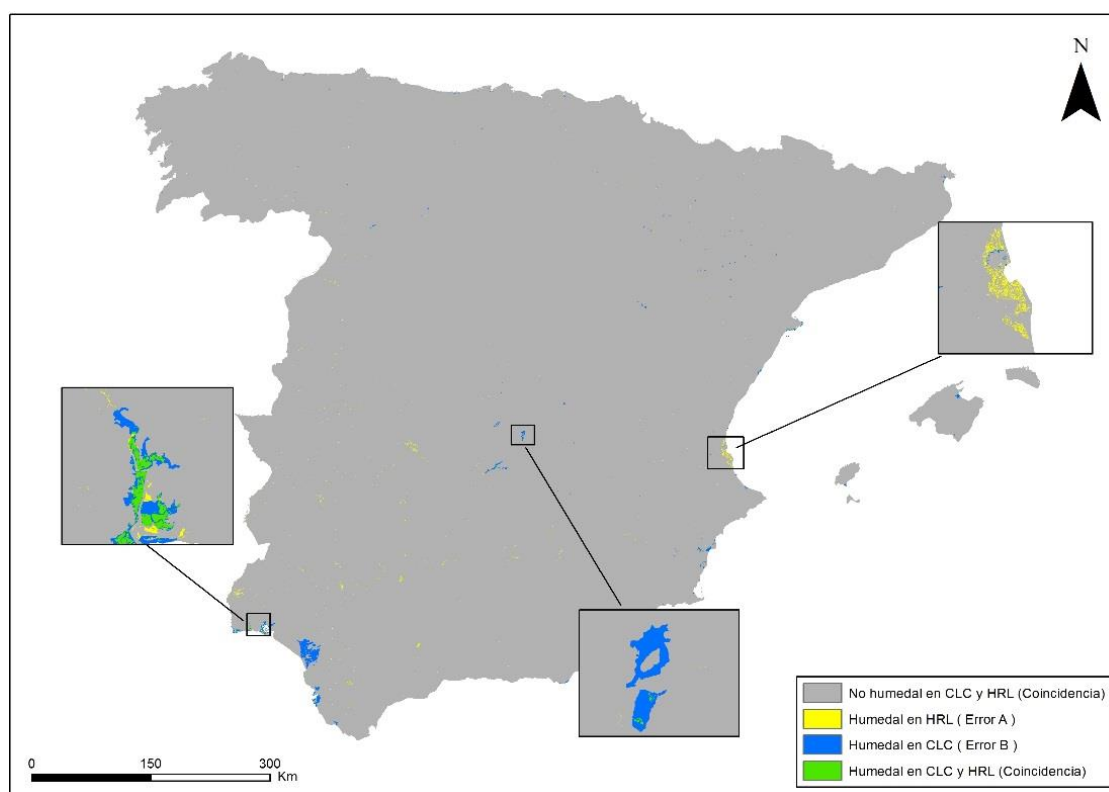 N
No humedal en CLC y HRL (Coincidencia)
Humedal en HRL ( Error A )
Humedal en CLC ( Error B )
Humedal en CLC y HRL (Coincidencia)
0 150 300
Km